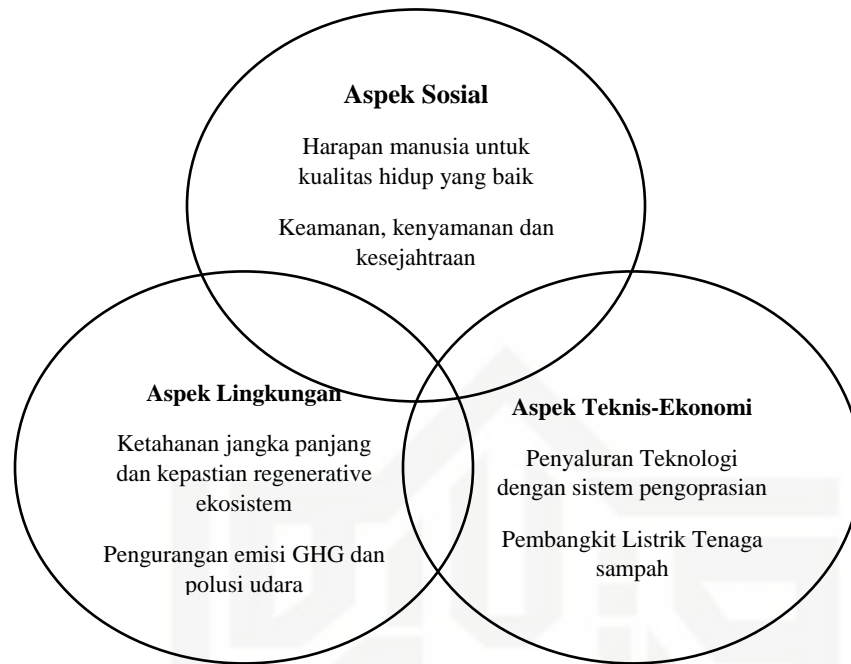 Aspek Sosial
Harapan manusia untuk
kualitas hidup yang baik
Keamanan, kenyamanan dan
kesejahtraan
Aspek Lingkungan
Ketahanan jangka panjang
dan kepastian regenerative
ekosistem
Pengurangan emisi GHG dan
polusi udara
Aspek Teknis-Ekonomi
Penyaluran Teknologi
dengan sistem pengoprasian
Pembangkit Listrik Tenaga
sampah